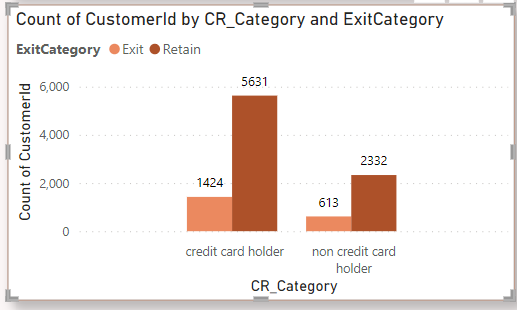 Count of CustomerId by CR_Category and ExitCategory
ExitCategory Exit Retain
Count of CustomerId
6,000
4,000
2,000
0
5631
1424
2332
613
credit card holder
non credit card
holder
CR_Category